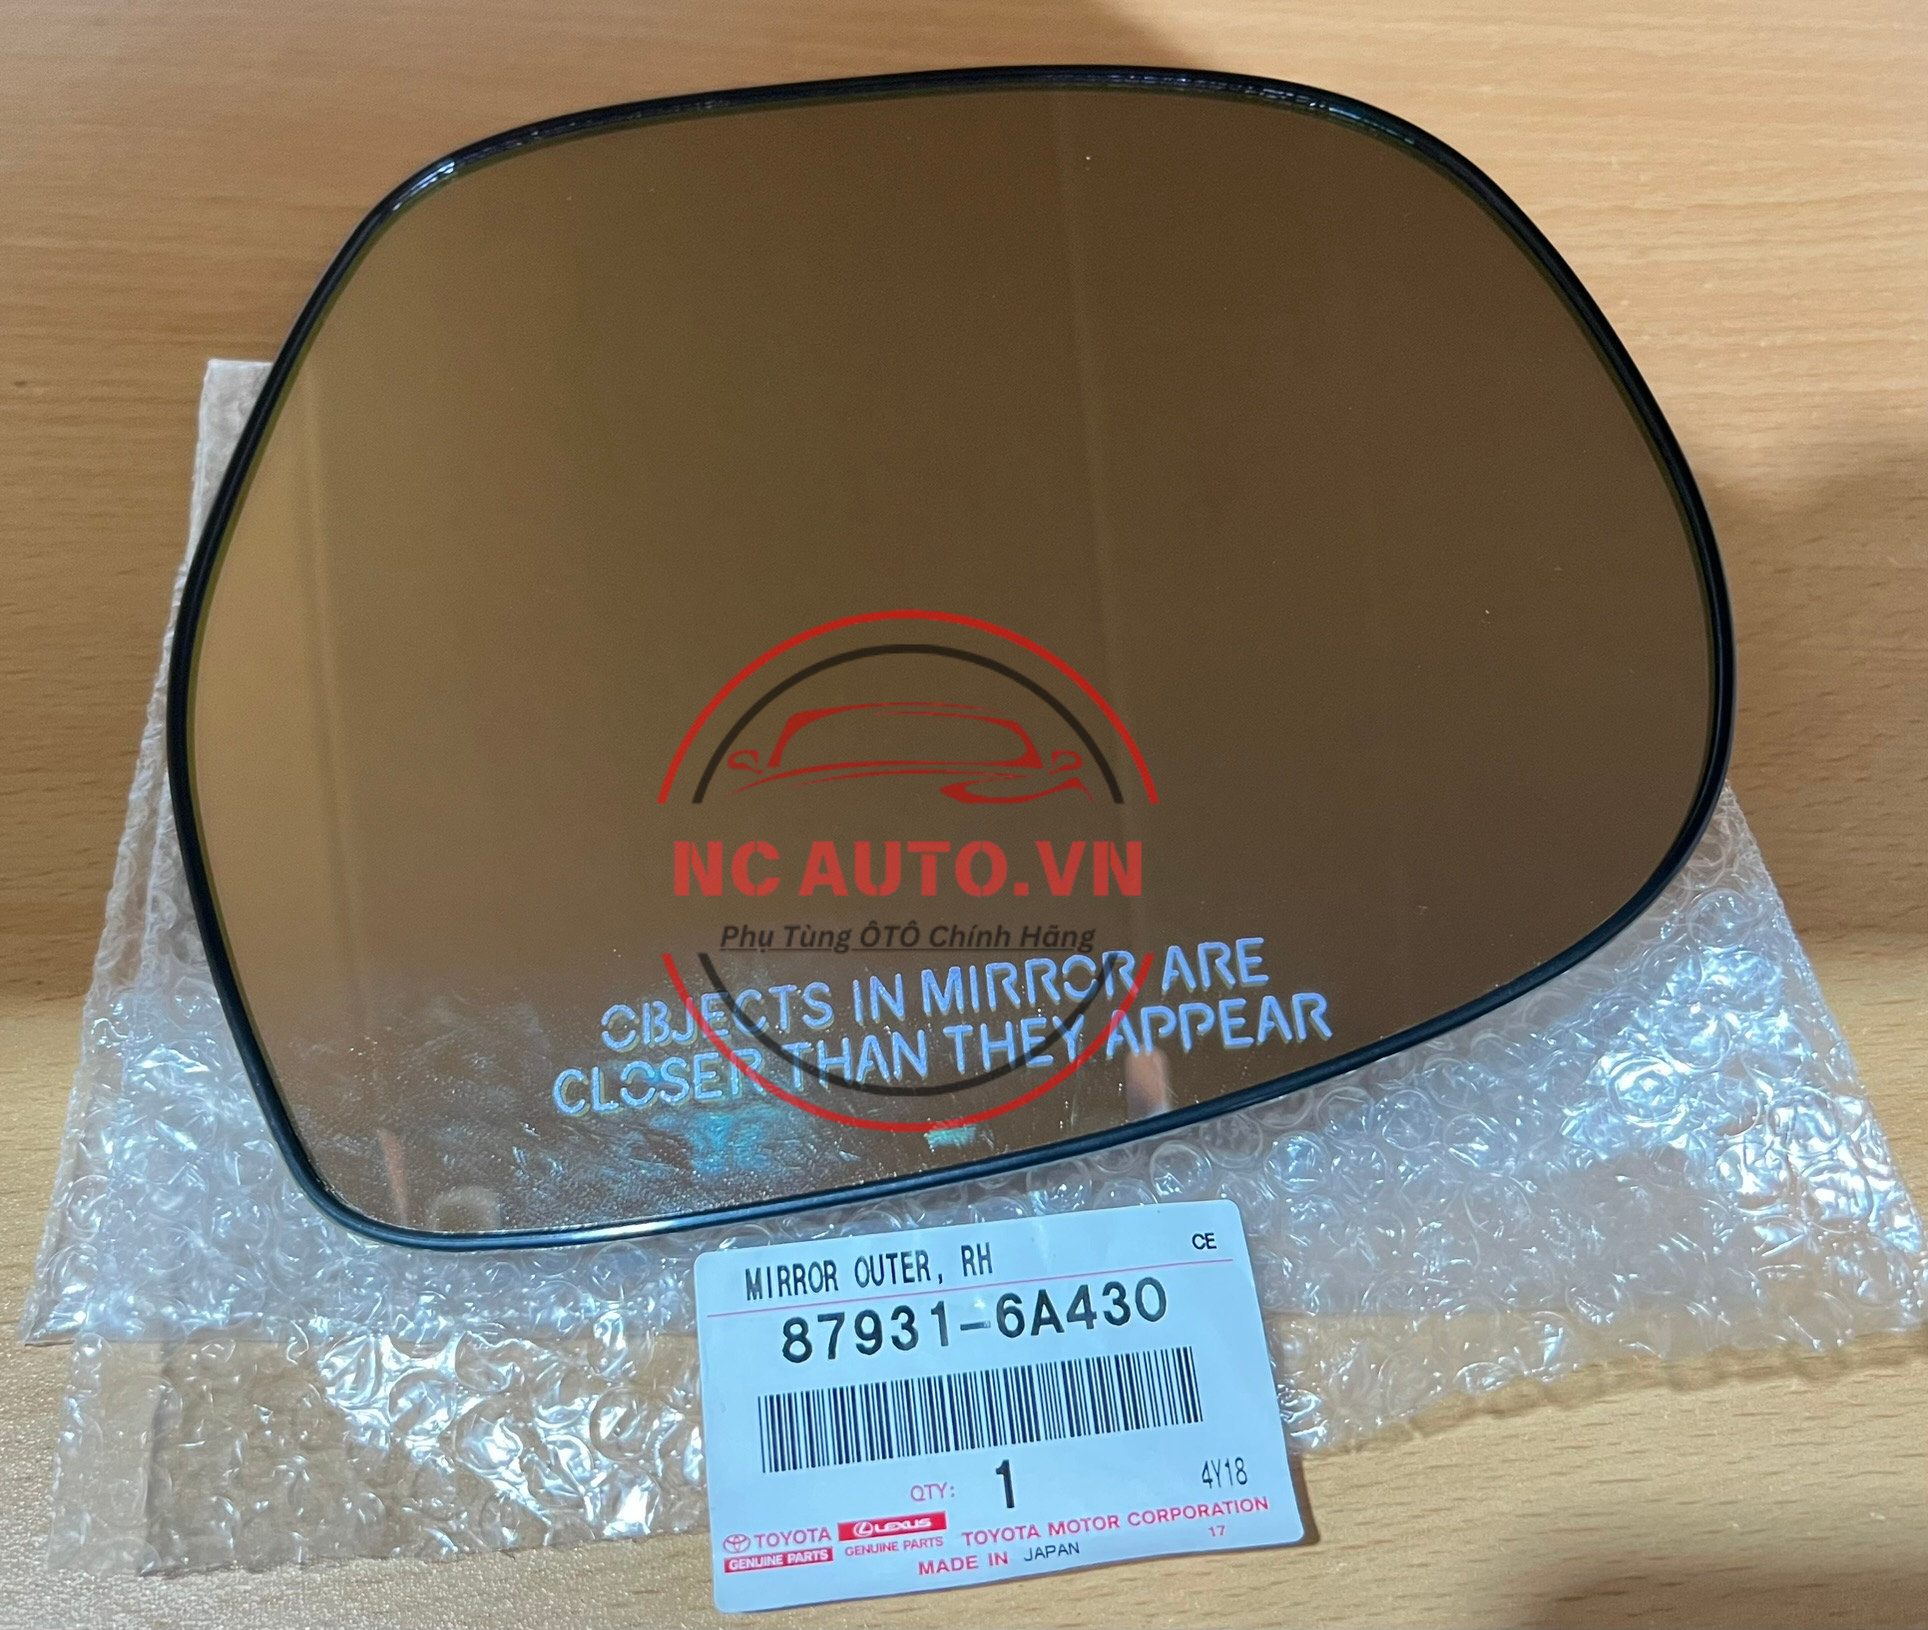 NC AUTO.VN
Phụ Tùng ÔTÔ Chính Hãng
OBJECTS IN MIRROR ARE
CLOSER THAN THEY APPEAR
MIRROR OUTER, RH CE
87931-6A430
QTY: 1 4Y18
TOYOTA LEXUS TOYOTA MOTOR CORPORATION
GENUINE PARTS GENUINE PARTS 17
MADE IN JAPAN